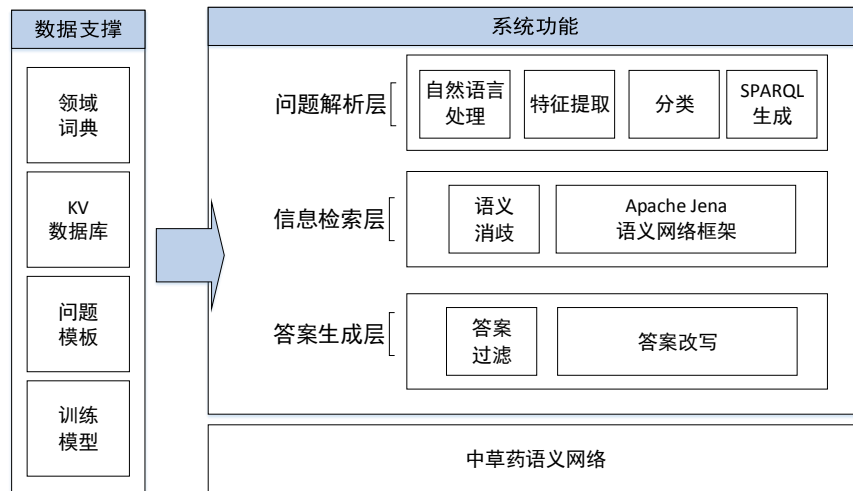 数据支撑
领域
词典
KV
数据库
问题
模板
训练
模型
系统功能
问题解析层
自然语言
处理
特征提取
分类
SPARQL
生成
信息检索层
语义
消歧
Apache Jena
语义网络框架
答案生成层
答案
过滤
答案改写
中草药语义网络